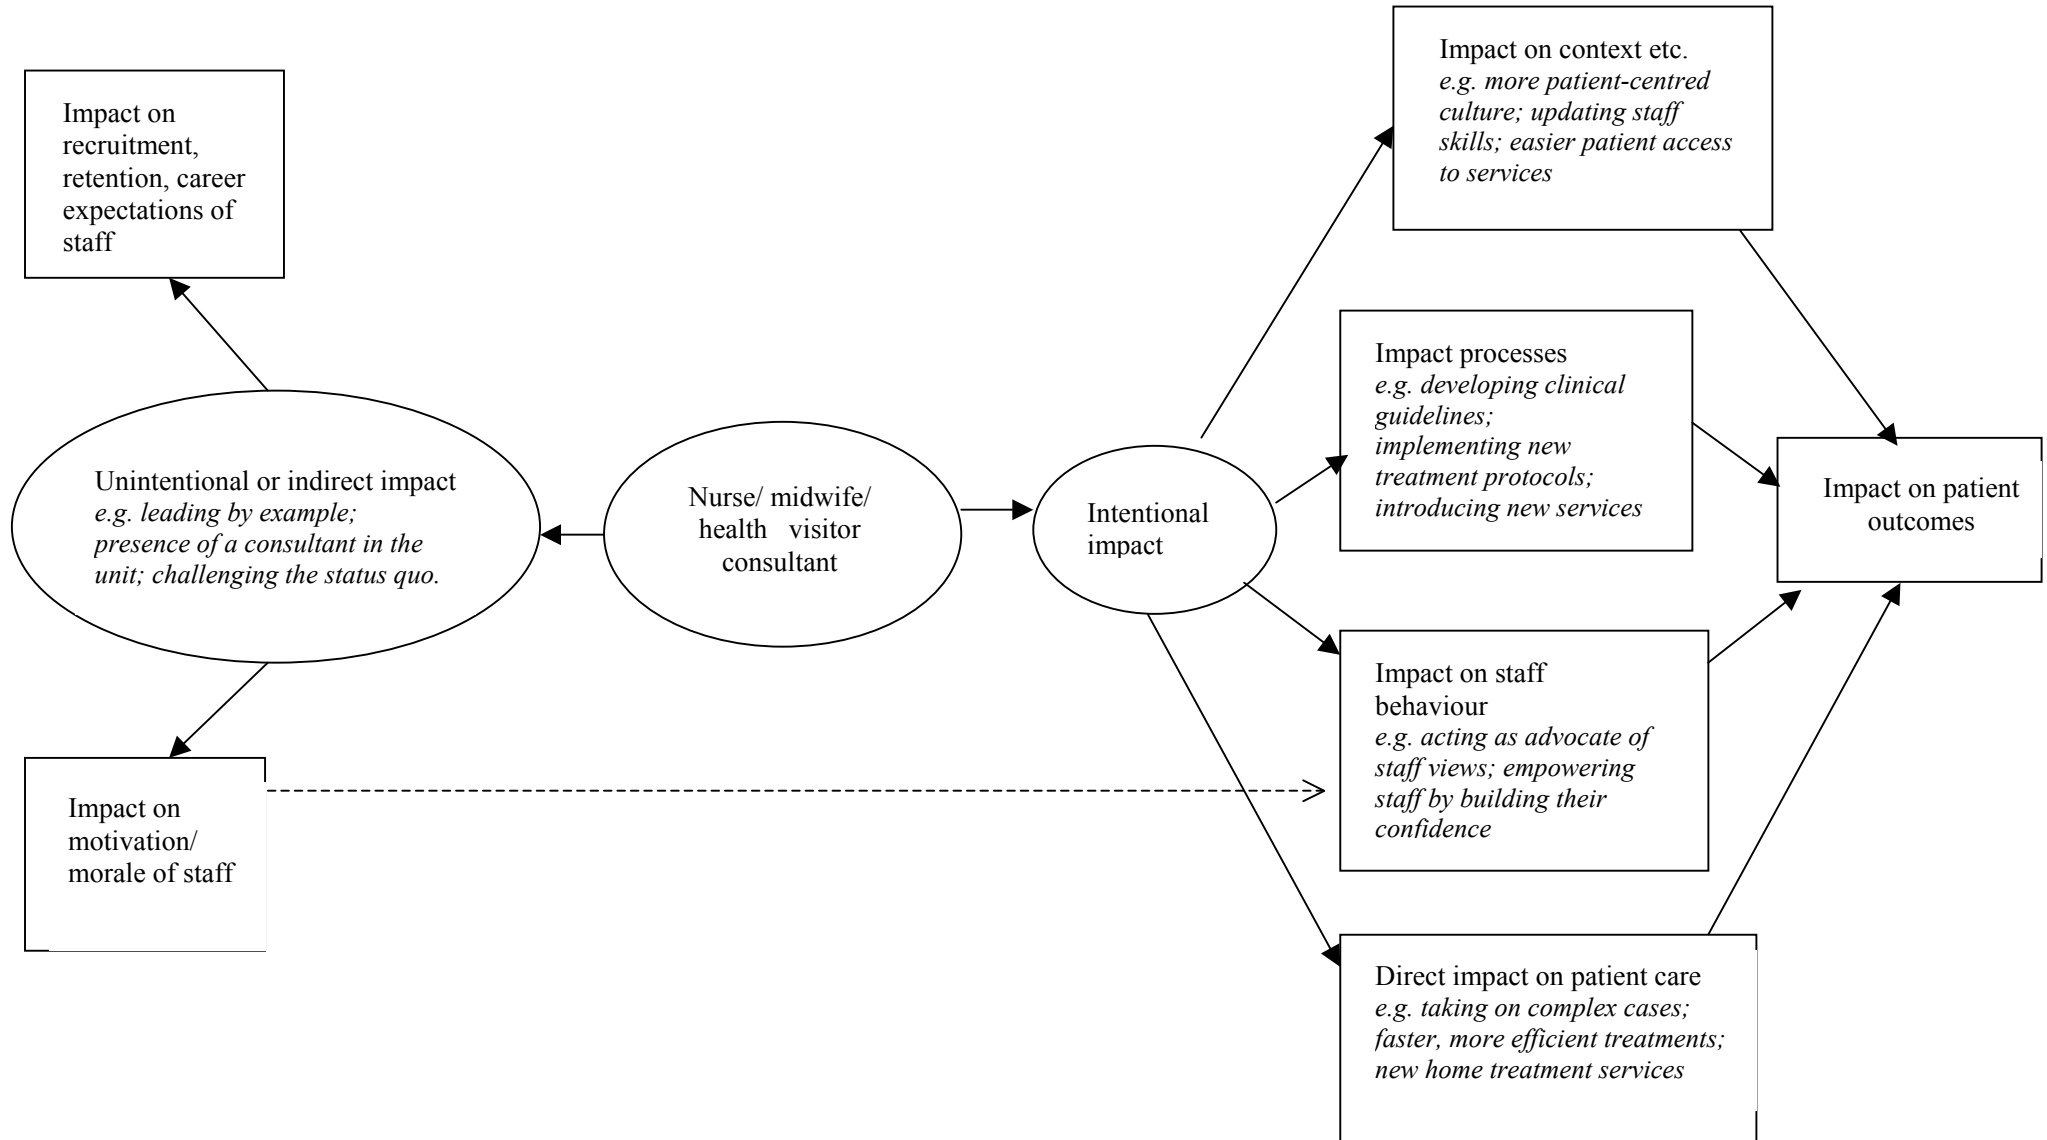 Impact on
recruitment,
retention, career
expectations of
staff
Unintentional or indirect impact
e.g. leading by example;
presence of a consultant in the
unit; challenging the status quo.
Impact on
motivation/
morale of staff
Nurse/ midwife/
health visitor
consultant
Intentional
impact
Impact on context etc.
e.g. more patient-centred
culture; updating staff
skills; easier patient access
to services
Impact processes
e.g. developing clinical
guidelines;
implementing new
treatment protocols;
introducing new services
Impact on staff
behaviour
e.g. acting as advocate of
staff views; empowering
staff by building their
confidence
Direct impact on patient care
e.g. taking on complex cases;
faster, more efficient treatments;
new home treatment services
Impact on patient
outcomes